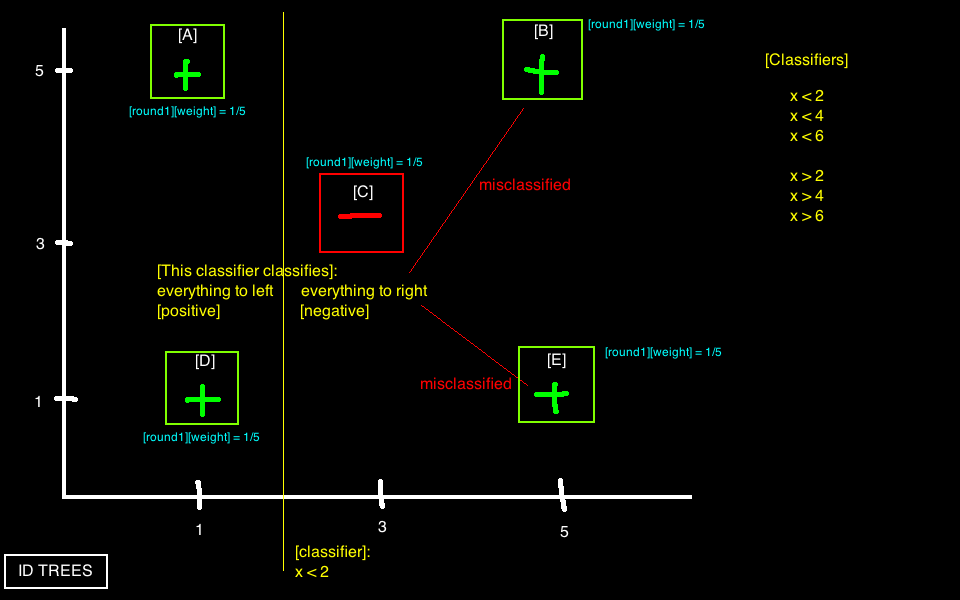 [A]
[B]
[round1][weight] = 1/5
[Classifiers]
5
x < 2
[round1][weight] = 1/5
x < 4
x < 6
[round1][weight] = 1/5
x > 2
[C]
misclassified
x > 4
x > 6
3
[This classifier classifies]:
everything to left
everything to right
[positive]
[negative]
[D]
[E]
[round1][weight] = 1/5
misclassified
1
[round1][weight] = 1/5
1
3
5
[classifier]:
x < 2
ID TREES